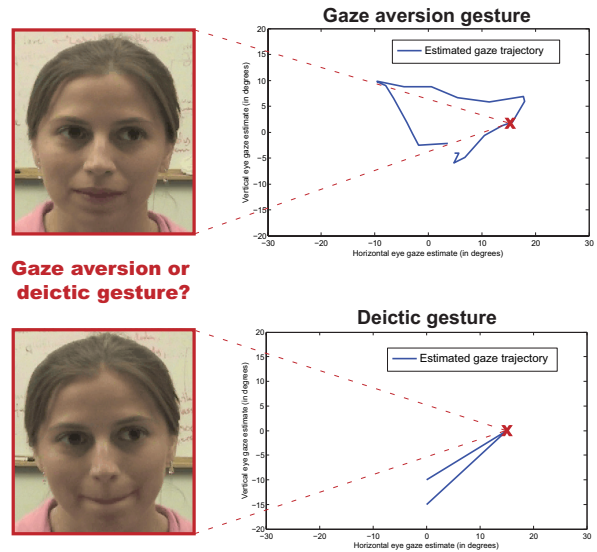 Gaze aversion gesture
Estimated gaze trajectory
Vertical eye gaze estimate (in degrees)
20
15
10
5
0
−5
−10
−15
−20
−30
−20
−10
0
10
20
30
Horizontal eye gaze estimate (in degrees)
X
Gaze aversion or
deictic gesture?
Deictic gesture
Estimated gaze trajectory
Vertical eye gaze estimate (in degrees)
20
15
10
5
0
−5
−10
−15
−20
−30
−20
−10
0
10
20
30
Horizontal eye gaze estimate (in degrees)
X